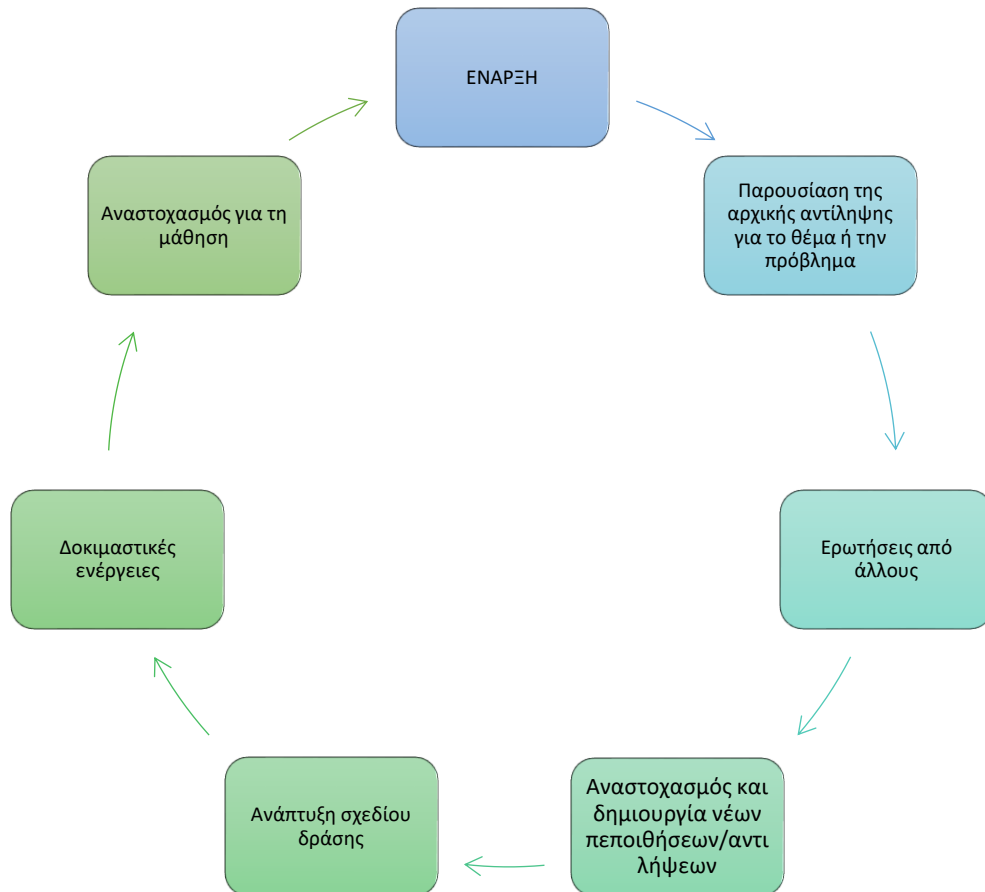 ΕΝΑΡΞΗ
Παρουσίαση της
αρχικής αντίληψης
για το θέμα ή την
πρόβλημα
Ερωτήσεις από
άλλους
Αναστοχασμός και
δημιουργία νέων
πεποιθήσεων/αντι
λήψεων
Ανάπτυξη σχεδίου
δράσης
Δοκιμαστικές
ενέργειες
Αναστοχασμός για τη
μάθηση